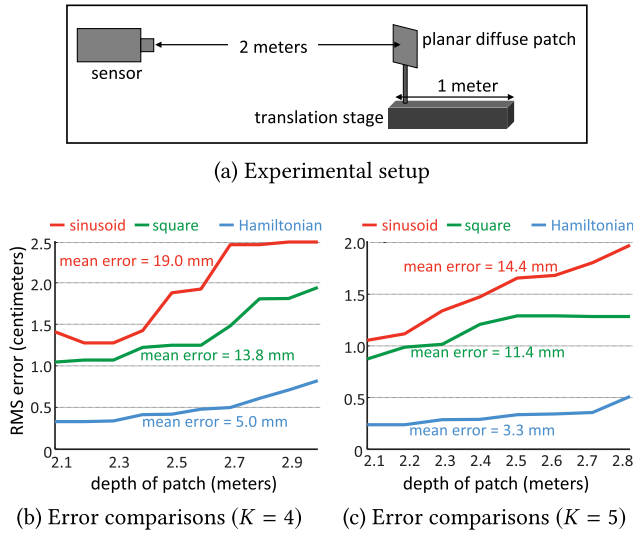 2 meters
planar diffuse patch
sensor
1 meter
translation stage
(a) Experimental setup
sinusoid square Hamiltonian
RMS error (centimeters)
2.5
2.0
1.5
1.0
0.5
0
mean error = 19.0 mm
mean error = 13.8 mm
mean error = 5.0 mm
2.1 2.3 2.5 2.7 2.9
depth of patch (meters)
(b) Error comparisons (K = 4)
sinusoid square Hamiltonian
2.0
1.5
1.0
0.5
0
mean error = 14.4 mm
mean error = 11.4 mm
mean error = 3.3 mm
2.1 2.2 2.3 2.4 2.5 2.6 2.7 2.8
depth of patch (meters)
(c) Error comparisons (K = 5)